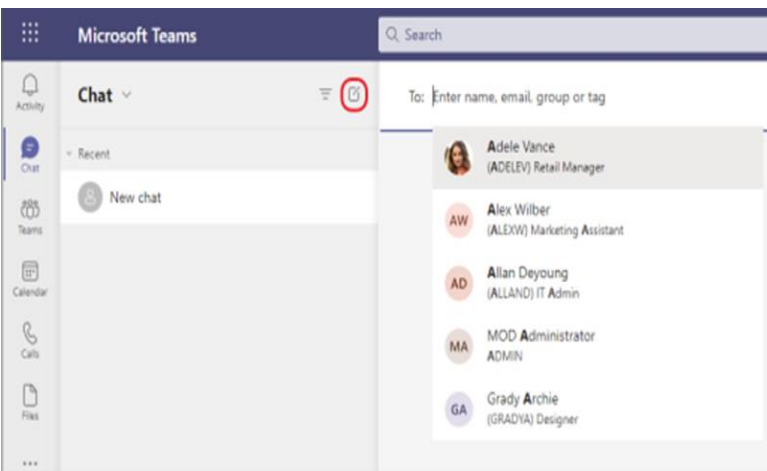 Microsoft Teams
Search
Activity
Chat
Teams
Calendar
Calls
Files
...
Chat
Recent
New chat
To: Enter name, email, group or tag
Adele Vance
(ADELEV) Retail Manager
AW
Alex Wilber
(ALEXW) Marketing Assistant
AD
Allan Deyoung
(ALLAND) IT Admin
MA
MOD Administrator
ADMIN
GA
Grady Archie
(GRADYA) Designer